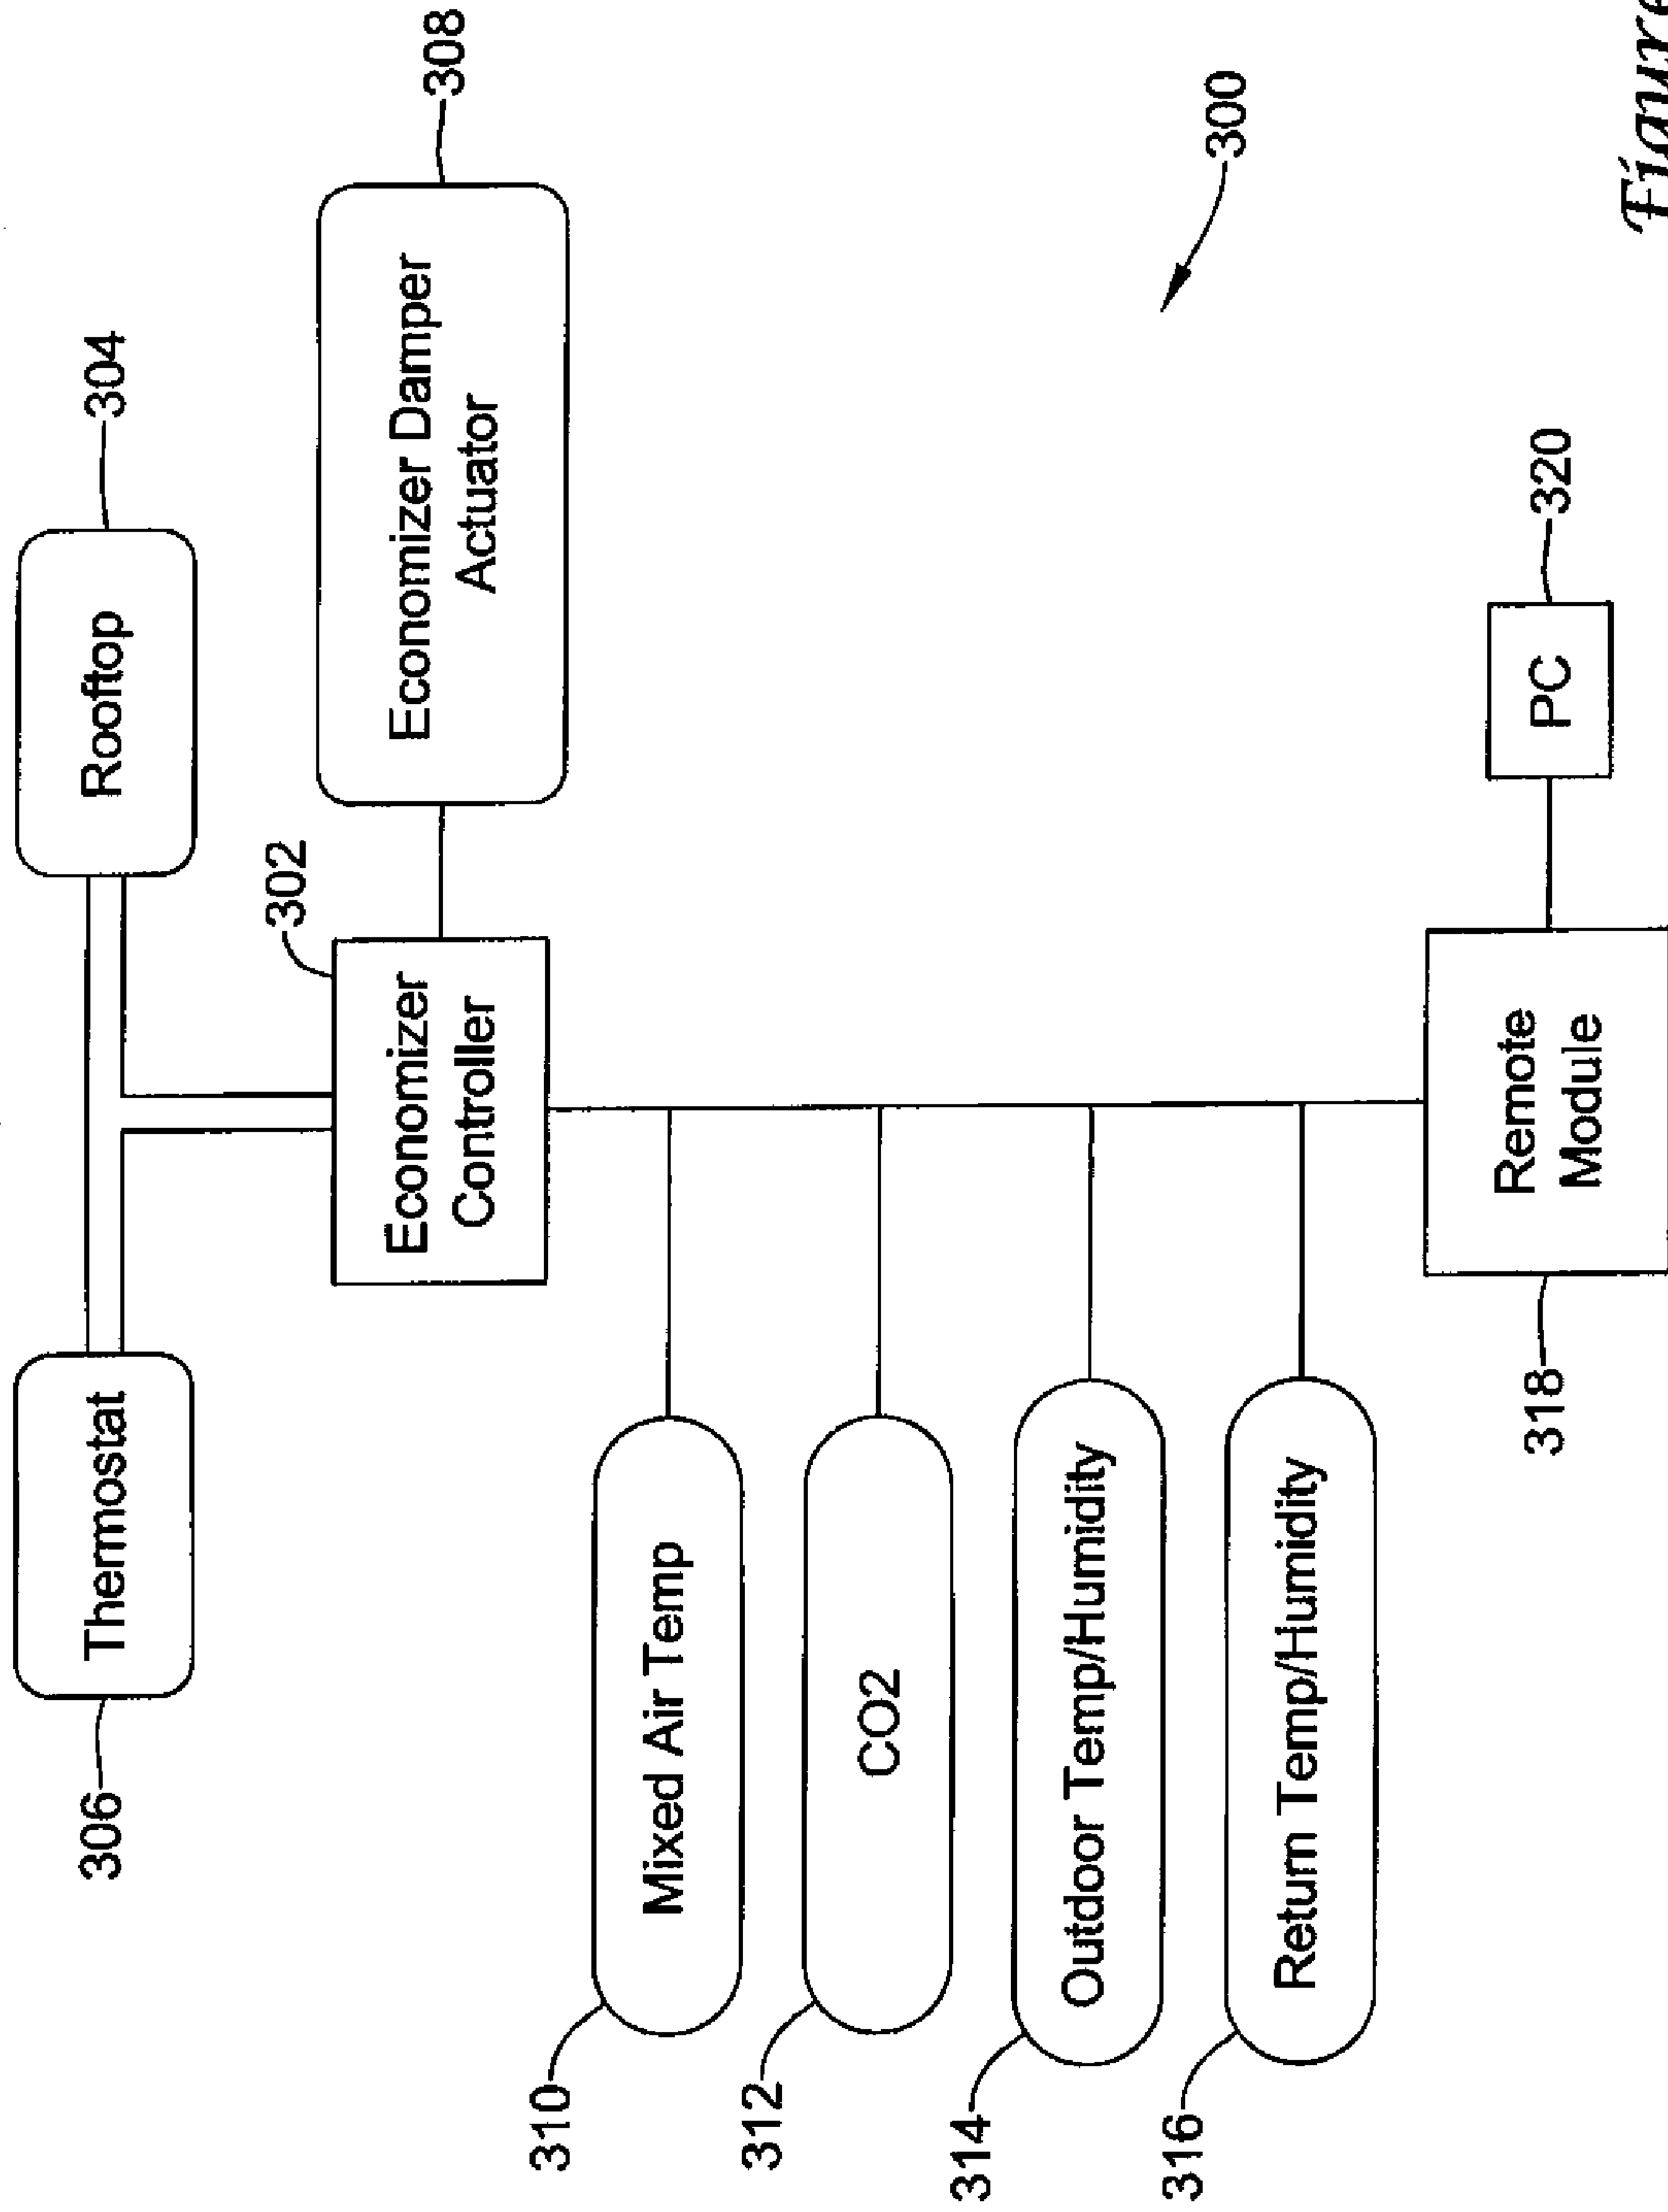 Thermostat
306
Rooftop
304
302
Economizer
Controller
Economizer Damper
Actuator
308
310
Mixed Air Temp
312
CO2
314
Outdoor Temp/Humidity
316
Return Temp/Humidity
300
318
Remote
Module
PC
320
Figure